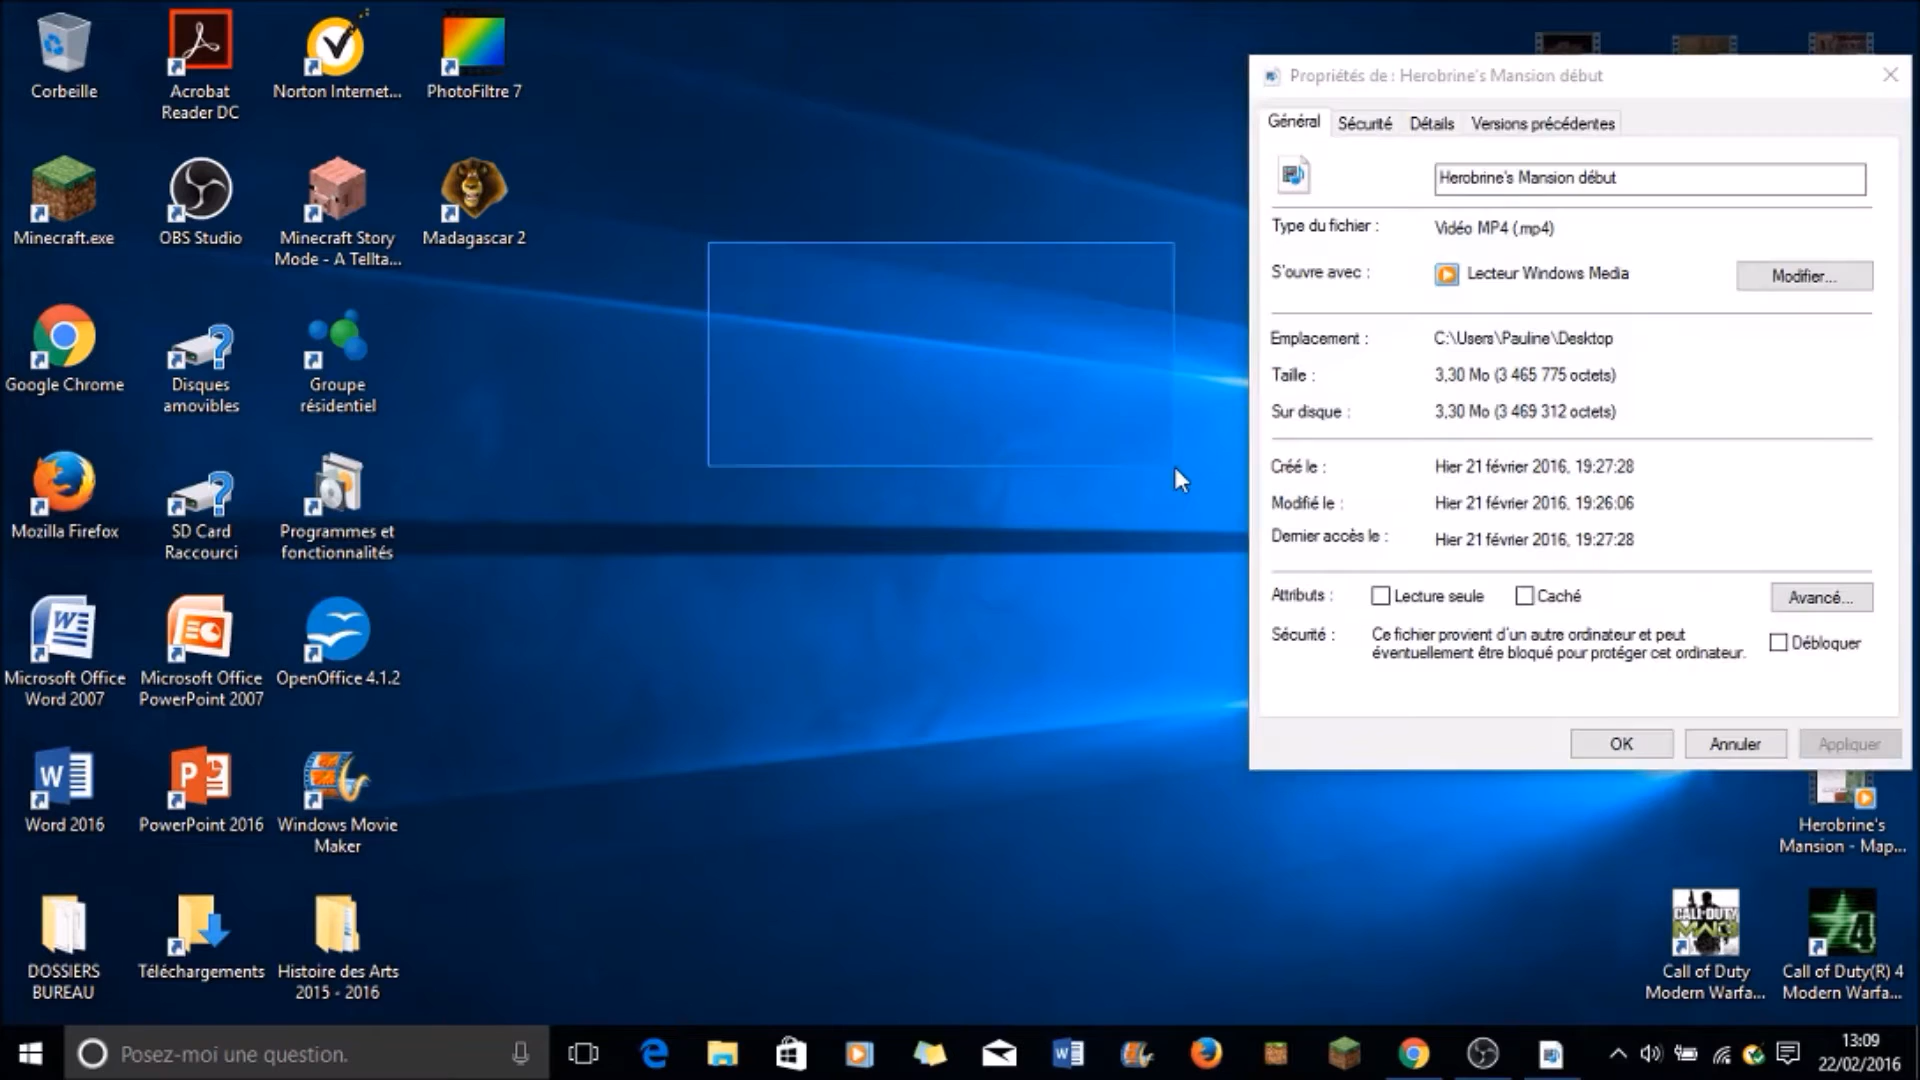 Corbeille
Acrobat
Reader DC
Norton Internet...
PhotoFiltre 7
Minecraft.exe
OBS Studio
Minecraft Story
Mode - A Tellta...
Madagascar 2
Google Chrome
Disques
amovibles
Groupe
résidentiel
Mozilla Firefox
SD Card
Raccourci
Programmes et
fonctionnalités
Microsoft Office
Word 2007
Microsoft Office
PowerPoint 2007
OpenOffice 4.1.2
Word 2016
PowerPoint 2016
Windows Movie
Maker
DOSSIERS
BUREAU
Téléchargements
Histoire des Arts
2015 - 2016
Propriétés de : Herobrine's Mansion début
Général Sécurité Détails Versions précédentes
Herobrine's Mansion début
Type du fichier : Vidéo MP4 (.mp4)
S'ouvre avec : Lecteur Windows Media Modifier...
Emplacement : C:\Users\Pauline\Desktop
Taille : 3,30 Mo (3 465 775 octets)
Sur disque : 3,30 Mo (3 469 312 octets)
Créé le : Hier 21 février 2016, 19:27:28
Modifié le : Hier 21 février 2016, 19:26:06
Dernier accès le : Hier 21 février 2016, 19:27:28
Attributs : Lecture seule Caché Avancé...
Sécurité : Ce fichier provient d'un autre ordinateur et peut
éventuellement être bloqué pour protéger cet ordinateur. Débloquer
OK Annuler Appliquer
Herobrine's
Mansion - Map...
CALL OF DUTY
MW3
Call of Duty
Modern Warfa...
4
Call of Duty(R) 4
Modern Warfa...
Posez-moi une question.
13:09
22/02/2016